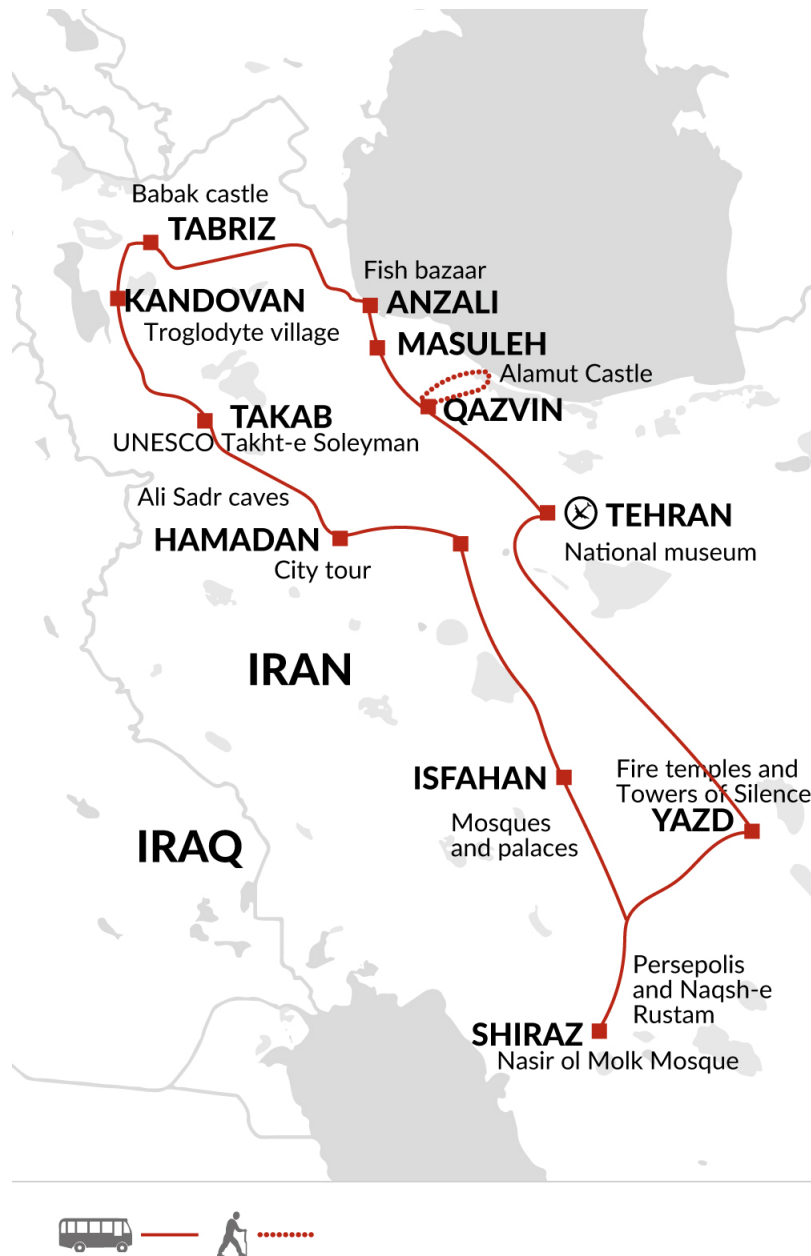 Babak castle
TABRIZ
Fish bazaar
KANDOVAN
ANZALI
Troglodyte village
MASULEH
Alamut Castle
QAZVIN
TAKAB
UNESCO Takht-e Soleyman
Ali Sadr caves
TEHRAN
HAMADAN
National museum
City tour
IRAN
ISFAHAN
Fire temples and
Towers of Silence
YAZD
Mosques
and palaces
IRAQ
Persepolis
and Naqsh-e
Rustam
SHIRAZ
Nasir ol Molk Mosque